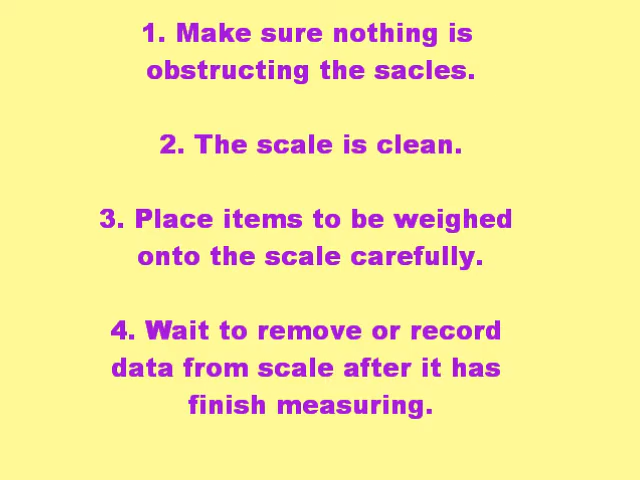 1. Make sure nothing is
obstructing the sacles.
2. The scale is clean.
3. Place items to be weighed
onto the scale carefully.
4. Wait to remove or record
data from scale after it has
finish measuring.